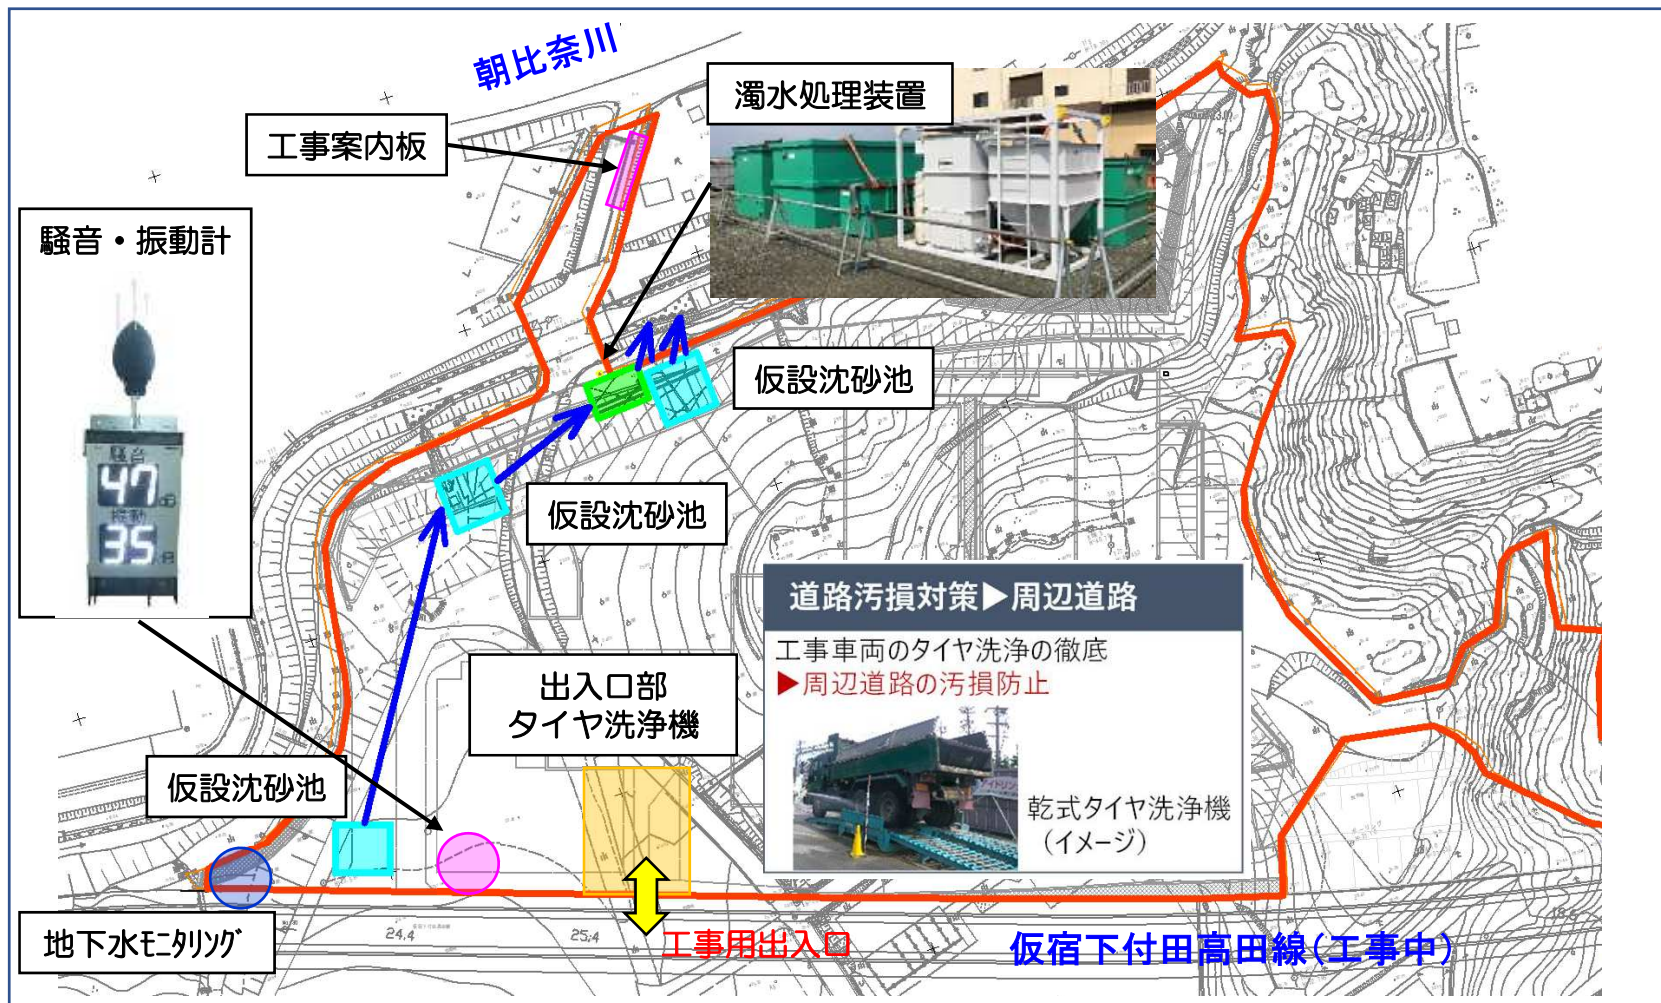 朝比奈川
濁水処理装置
工事案内板
騒音・振動計
騒音
47
dB
振動
35
dB
仮設沈砂池
仮設沈砂池
道路汚損対策▶周辺道路
工事車両のタイヤ洗浄の徹底
▶周辺道路の汚損防止
乾式タイヤ洗浄機
（イメージ）
出入口部
タイヤ洗浄機
仮設沈砂池
地下水ﾓﾆﾀﾘﾝｸﾞ
24.4
25.4
工事用出入口
仮宿下付田高田線(工事中)
18.6